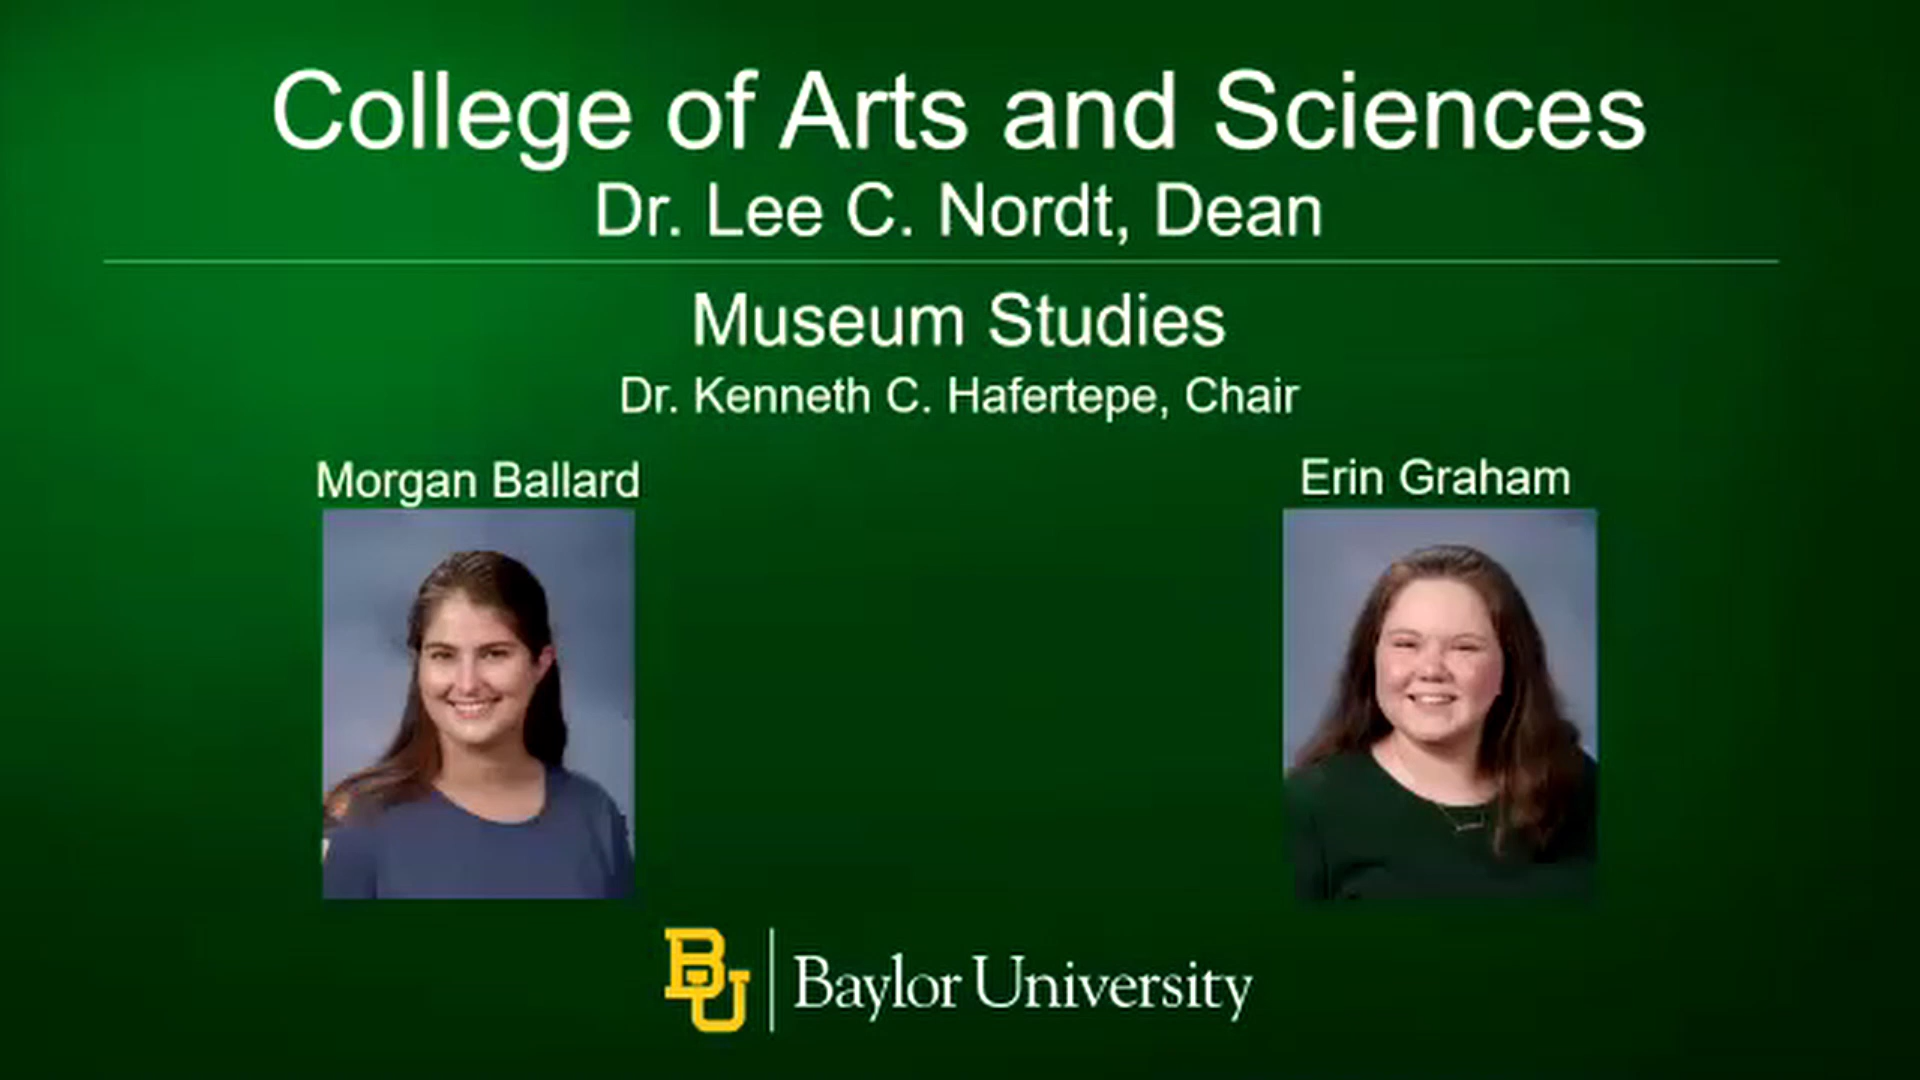 College of Arts and Sciences
Dr. Lee C. Nordt, Dean
Museum Studies
Dr. Kenneth C. Hafertepe, Chair
Morgan Ballard
Erin Graham
BU
Baylor University